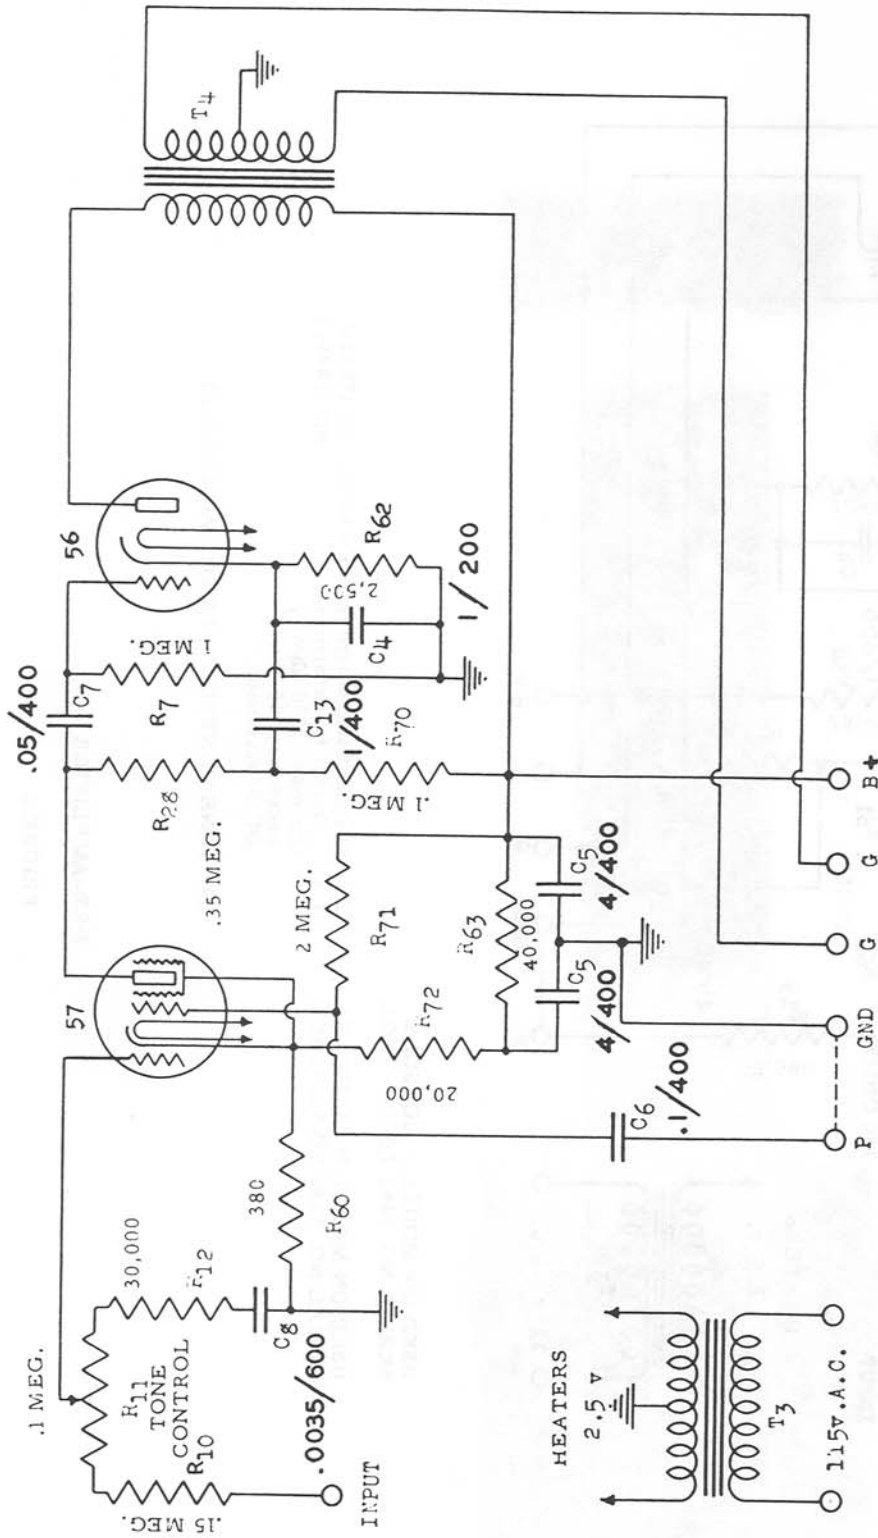 .1 MEG.
R11
TONE
CONTROL
R10
.15 MEG.
INPUT
30,000
R12
C8
.0035/600
380
R60
57
.35 MEG.
R28
.05/400
C7
1 MEG.
R7
56
C13
1/400
R70
.1 MEG.
C4
R62
2,500
1/200
T4
2 MEG.
R71
R72
20,000
R63
40,000
C5
4/400
C5
4/400
C6
.1/400
HEATERS
2.5 v
T3
115v.A.C.
P
GND
G
G
B+